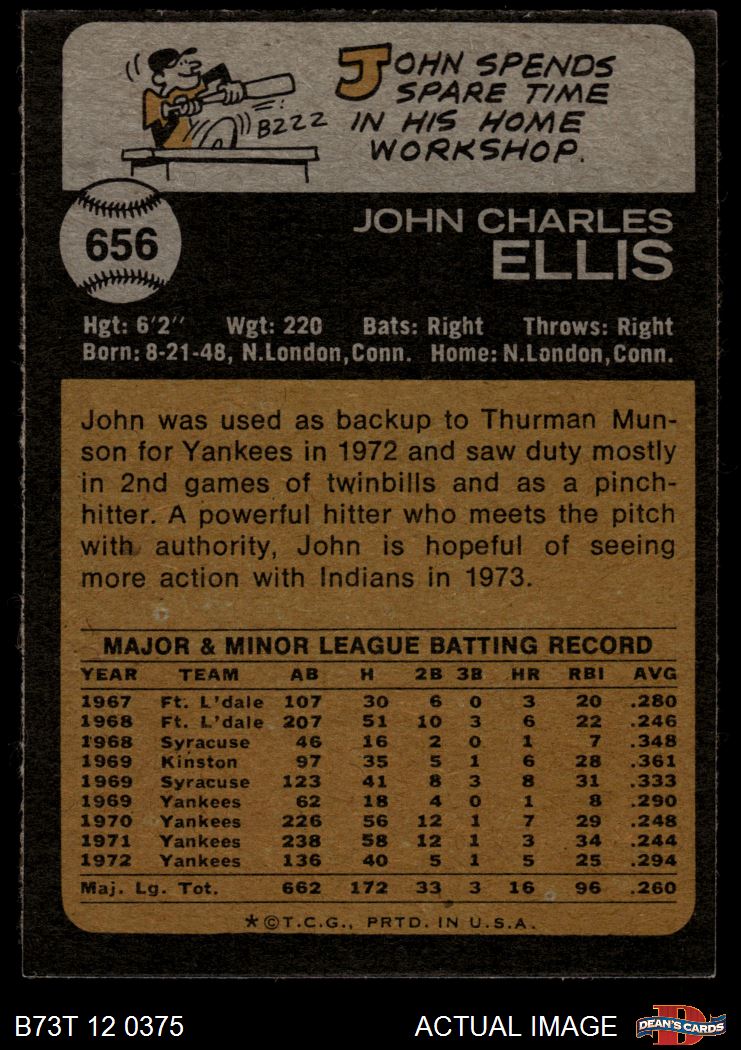 JOHN SPENDS
SPARE TIME
IN HIS HOME
WORKSHOP.
BZZZ
656
JOHN CHARLES
ELLIS
Hgt: 6'2" Wgt: 220 Bats: Right Throws: Right
Born: 8-21-48, N.London,Conn. Home: N.London,Conn.
John was used as backup to Thurman Mun-
son for Yankees in 1972 and saw duty mostly
in 2nd games of twinbills and as a pinch-
hitter. A powerful hitter who meets the pitch
with authority, John is hopeful of seeing
more action with Indians in 1973.
MAJOR & MINOR LEAGUE BATTING RECORD
YEAR TEAM AB H 2B 3B HR RBI AVG
1967 Ft. L'dale 107 30 6 0 3 20 .280
1968 Ft. L'dale 207 51 10 3 6 22 .246
1968 Syracuse 46 16 2 0 1 7 .348
1969 Kinston 97 35 5 1 6 28 .361
1969 Syracuse 123 41 8 3 8 31 .333
1969 Yankees 62 18 4 0 1 8 .290
1970 Yankees 226 56 12 1 7 29 .248
1971 Yankees 238 58 12 1 3 34 .244
1972 Yankees 136 40 5 1 5 25 .294
Maj. Lg. Tot. 662 172 33 3 16 96 .260
*©T.C.G., PRTD. IN U.S.A.
B73T 12 0375 ACTUAL IMAGE DEAN'S CARDS